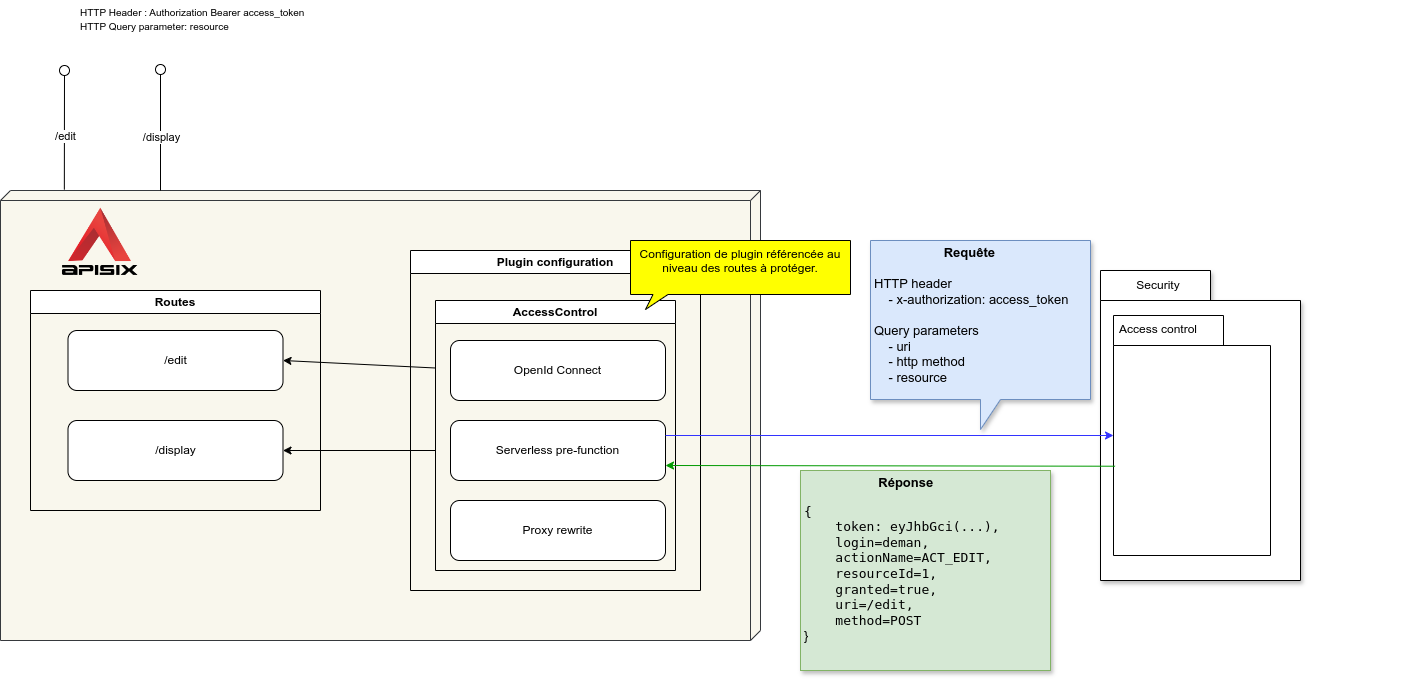 HTTP Header : Authorization Bearer access_token
HTTP Query parameter: resource
/edit
/display
APISIX
Routes
/edit
/display
Plugin configuration
AccessControl
OpenId Connect
Serverless pre-function
Proxy rewrite
Configuration de plugin référencée au
niveau des routes à protéger.
Requête
HTTP header
- x-authorization: access_token
Query parameters
- uri
- http method
- resource
Security
Access control
Réponse
{
token: eyJhbGci(...),
login=deman,
actionName=ACT_EDIT,
resourceId=1,
granted=true,
uri=/edit,
method=POST
}